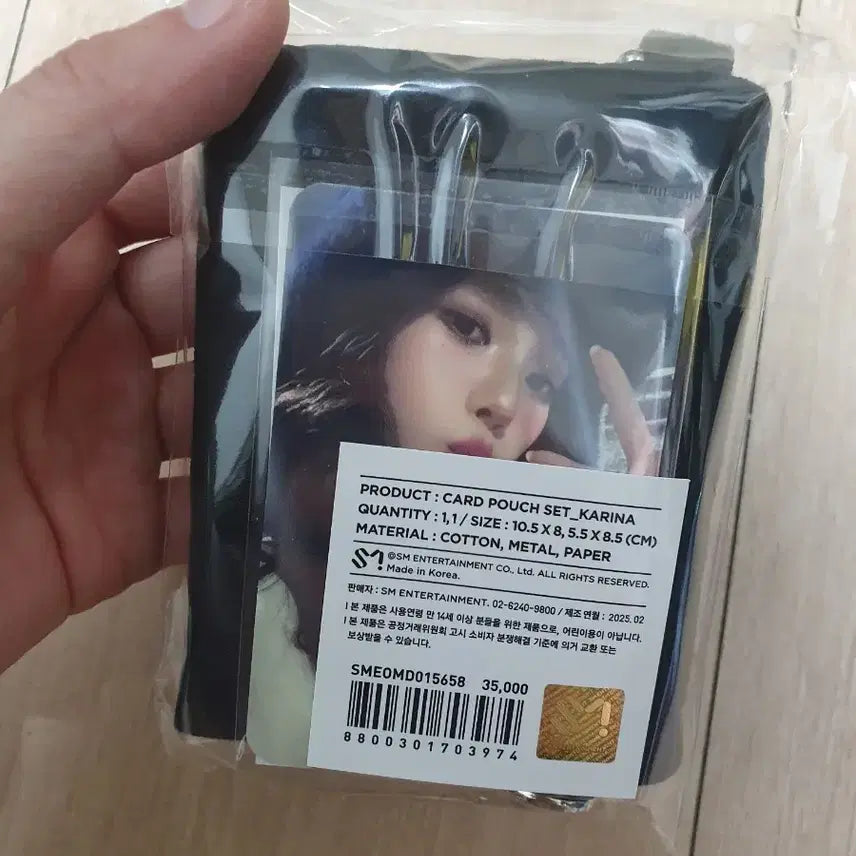 PRODUCT : CARD POUCH SET_KARINA
QUANTITY : 1,1 / SIZE : 10.5 X 8, 5.5 X 8.5 (CM)
MATERIAL : COTTON, METAL, PAPER
SM ©SM ENTERTAINMENT CO., Ltd. ALL RIGHTS RESERVED.
Made in Korea.
판매자 : SM ENTERTAINMENT. 02-6240-9800 / 제조 연월 : 2025. 02
| 본 제품은 사용연령 만 14세 이상 분들을 위한 제품으로, 어린이용이 아닙니다.
| 본 제품은 공정거래위원회 고시 소비자 분쟁해결 기준에 의거 교환 또는
보상받을 수 있습니다.
SMEOMD015658 35,000
8800301703974